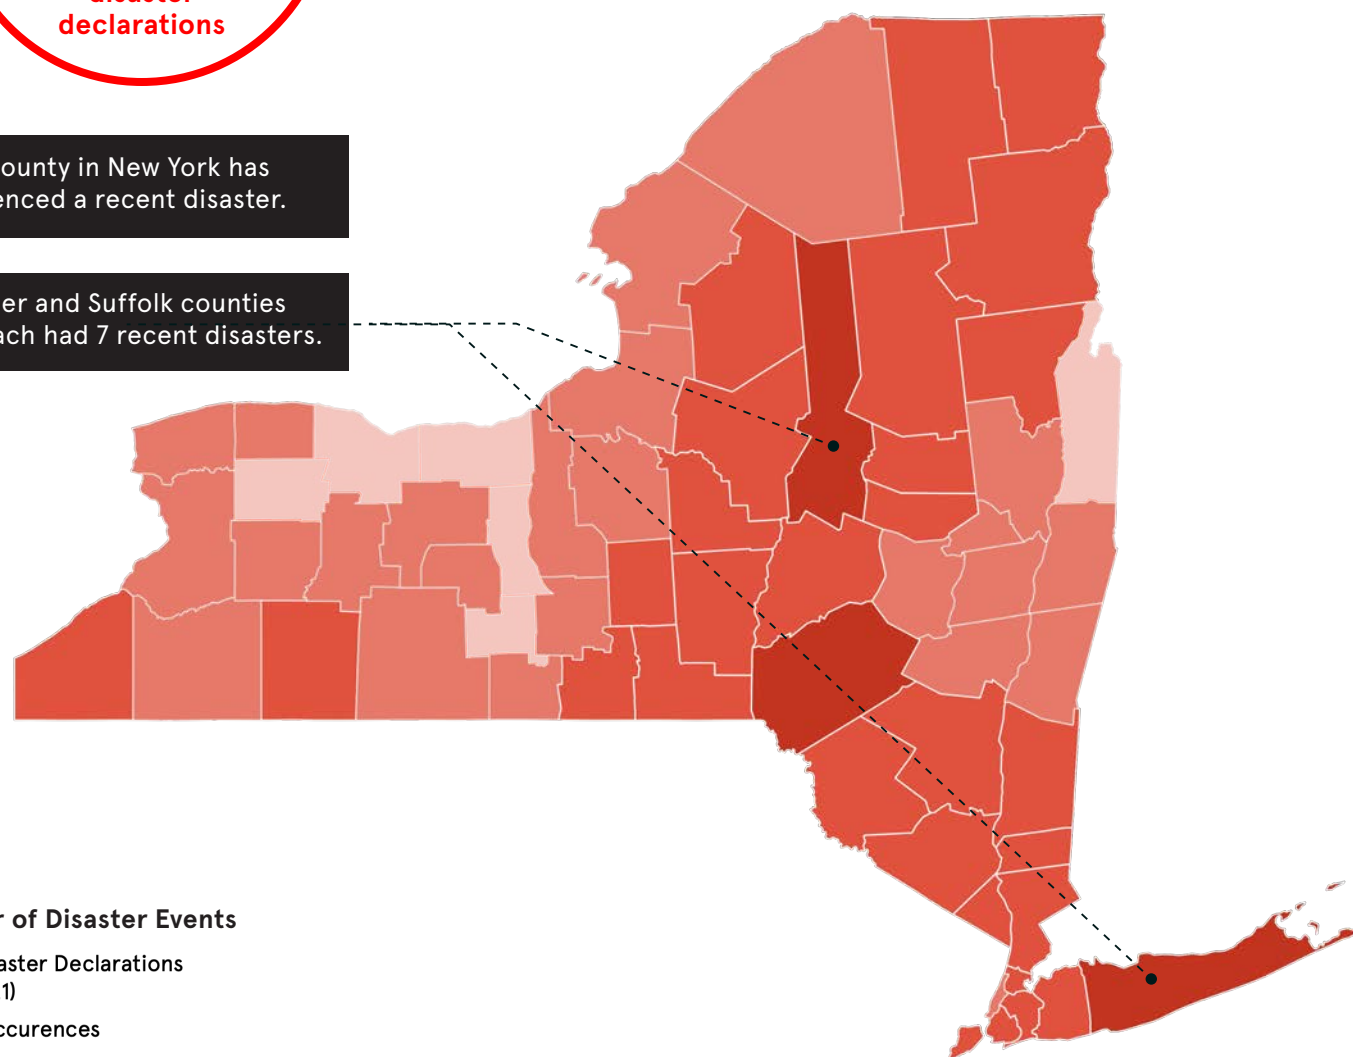 disaster
declarations
ounty in New York has
enced a recent disaster.
er and Suffolk counties
ach had 7 recent disasters.
r of Disaster Events
aster Declarations
1)
ccurences